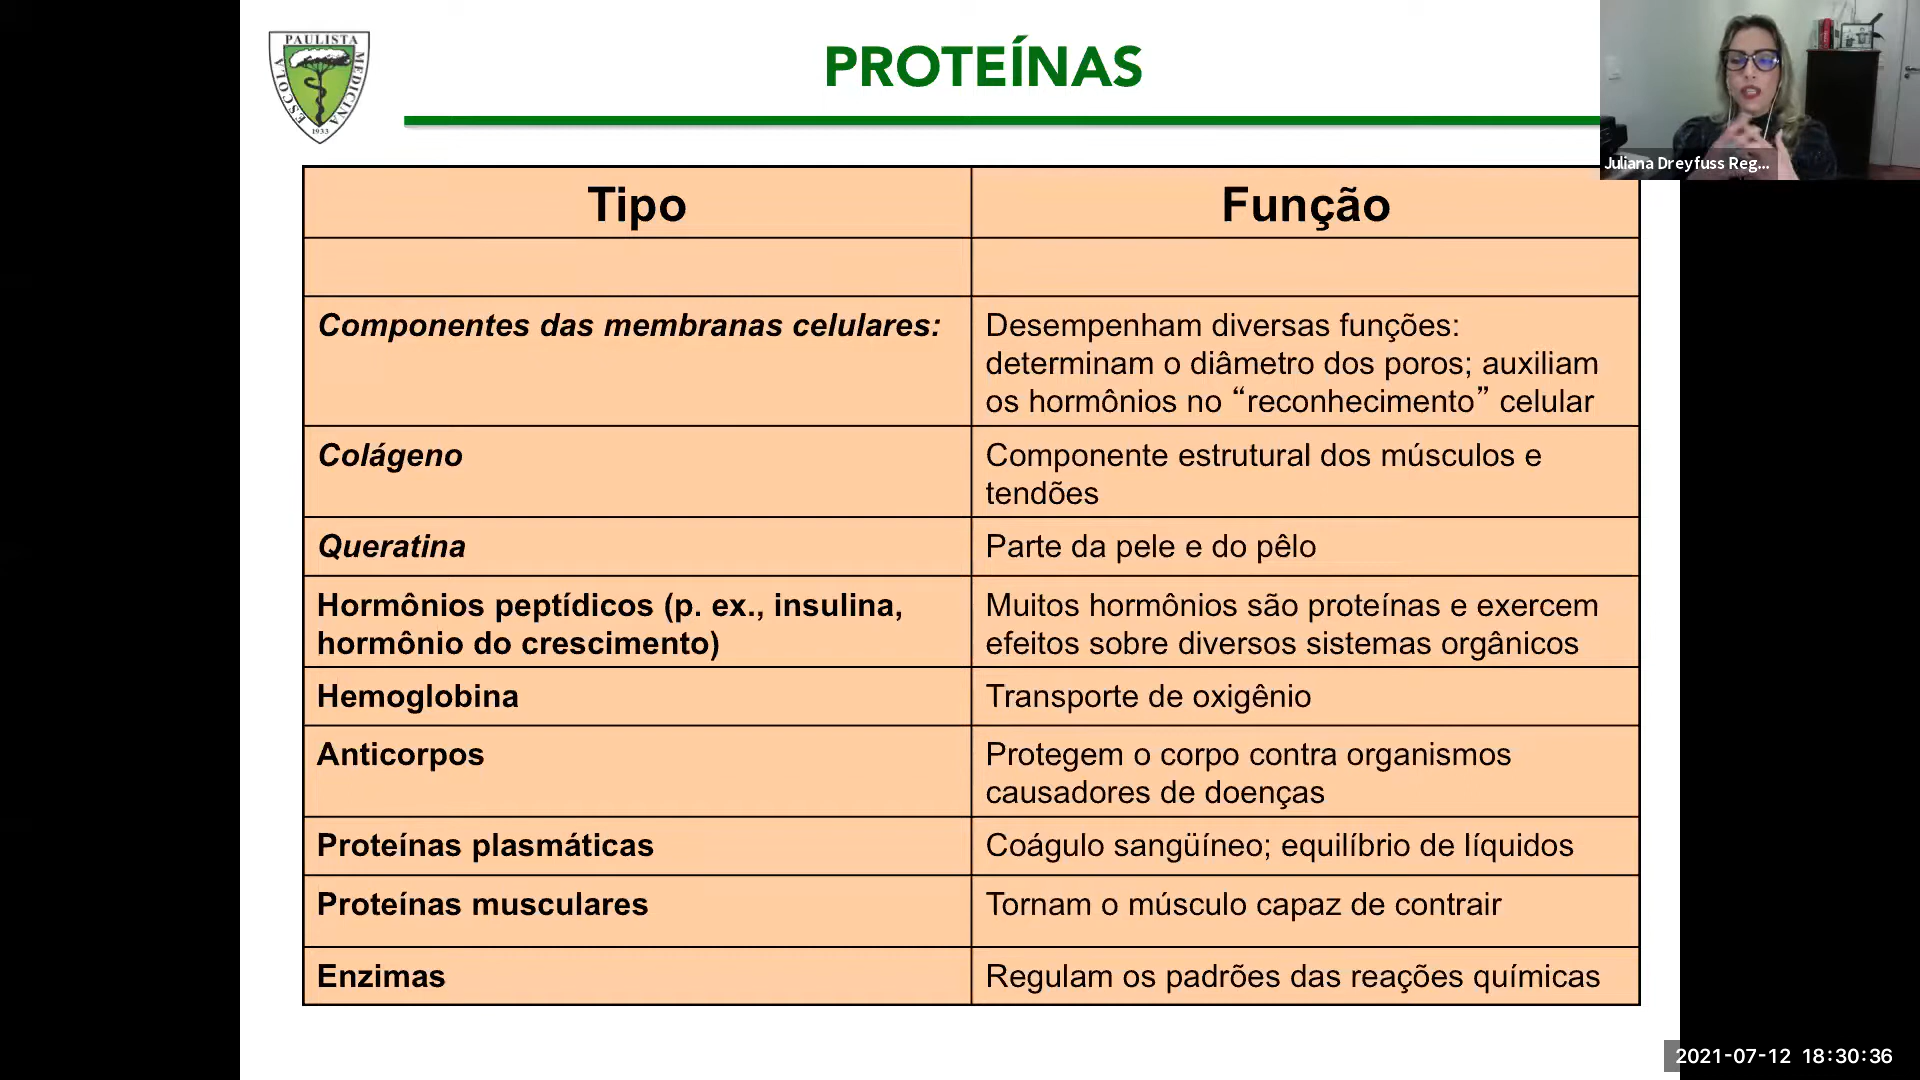 ESCOLA PAULISTA MEDICINA
1933
PROTEÍNAS
Juliana Dreyfuss Reg...
Tipo
Função
Componentes das membranas celulares:
Desempenham diversas funções:
determinam o diâmetro dos poros; auxiliam
os hormônios no “reconhecimento” celular
Colágeno
Componente estrutural dos músculos e
tendões
Queratina
Parte da pele e do pêlo
Hormônios peptídicos (p. ex., insulina,
hormônio do crescimento)
Muitos hormônios são proteínas e exercem
efeitos sobre diversos sistemas orgânicos
Hemoglobina
Transporte de oxigênio
Anticorpos
Protegem o corpo contra organismos
causadores de doenças
Proteínas plasmáticas
Coágulo sangüíneo; equilíbrio de líquidos
Proteínas musculares
Tornam o músculo capaz de contrair
Enzimas
Regulam os padrões das reações químicas
2021-07-12 18:30:36